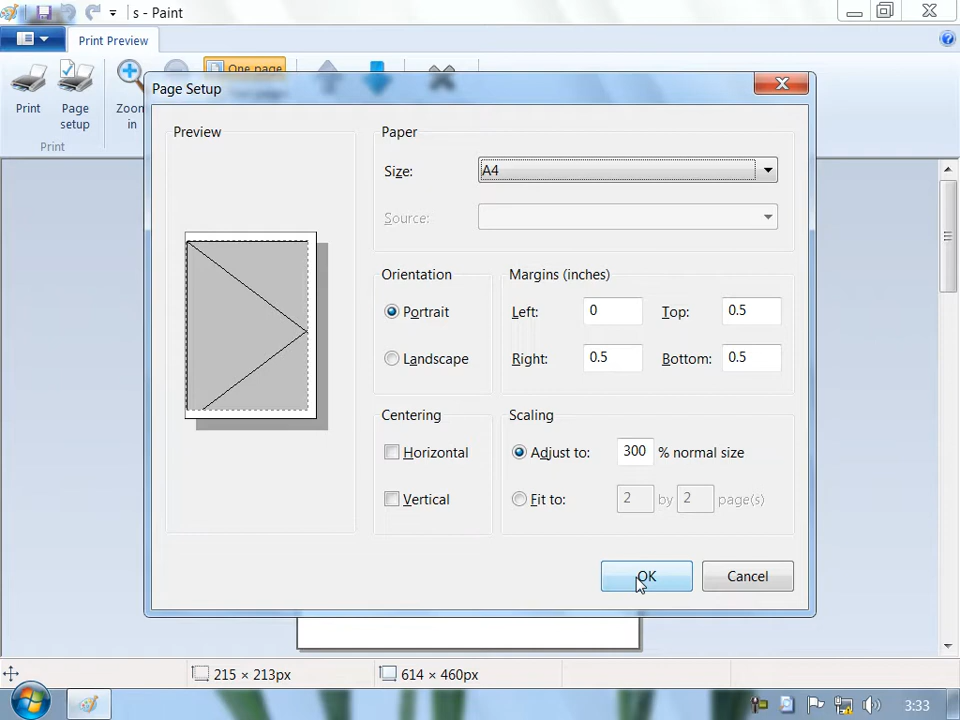 s - Paint
Print Preview
One page
Print
Page
setup
Zoom
in
Print
Page Setup
Preview
Paper
Size:
A4
Source:
Orientation
Portrait
Landscape
Margins (inches)
Left:
0
Top:
0.5
Right:
0.5
Bottom:
0.5
Centering
Horizontal
Vertical
Scaling
Adjust to:
300
% normal size
Fit to:
2
by
2
page(s)
OK
Cancel
215 × 213px
614 × 460px
3:33